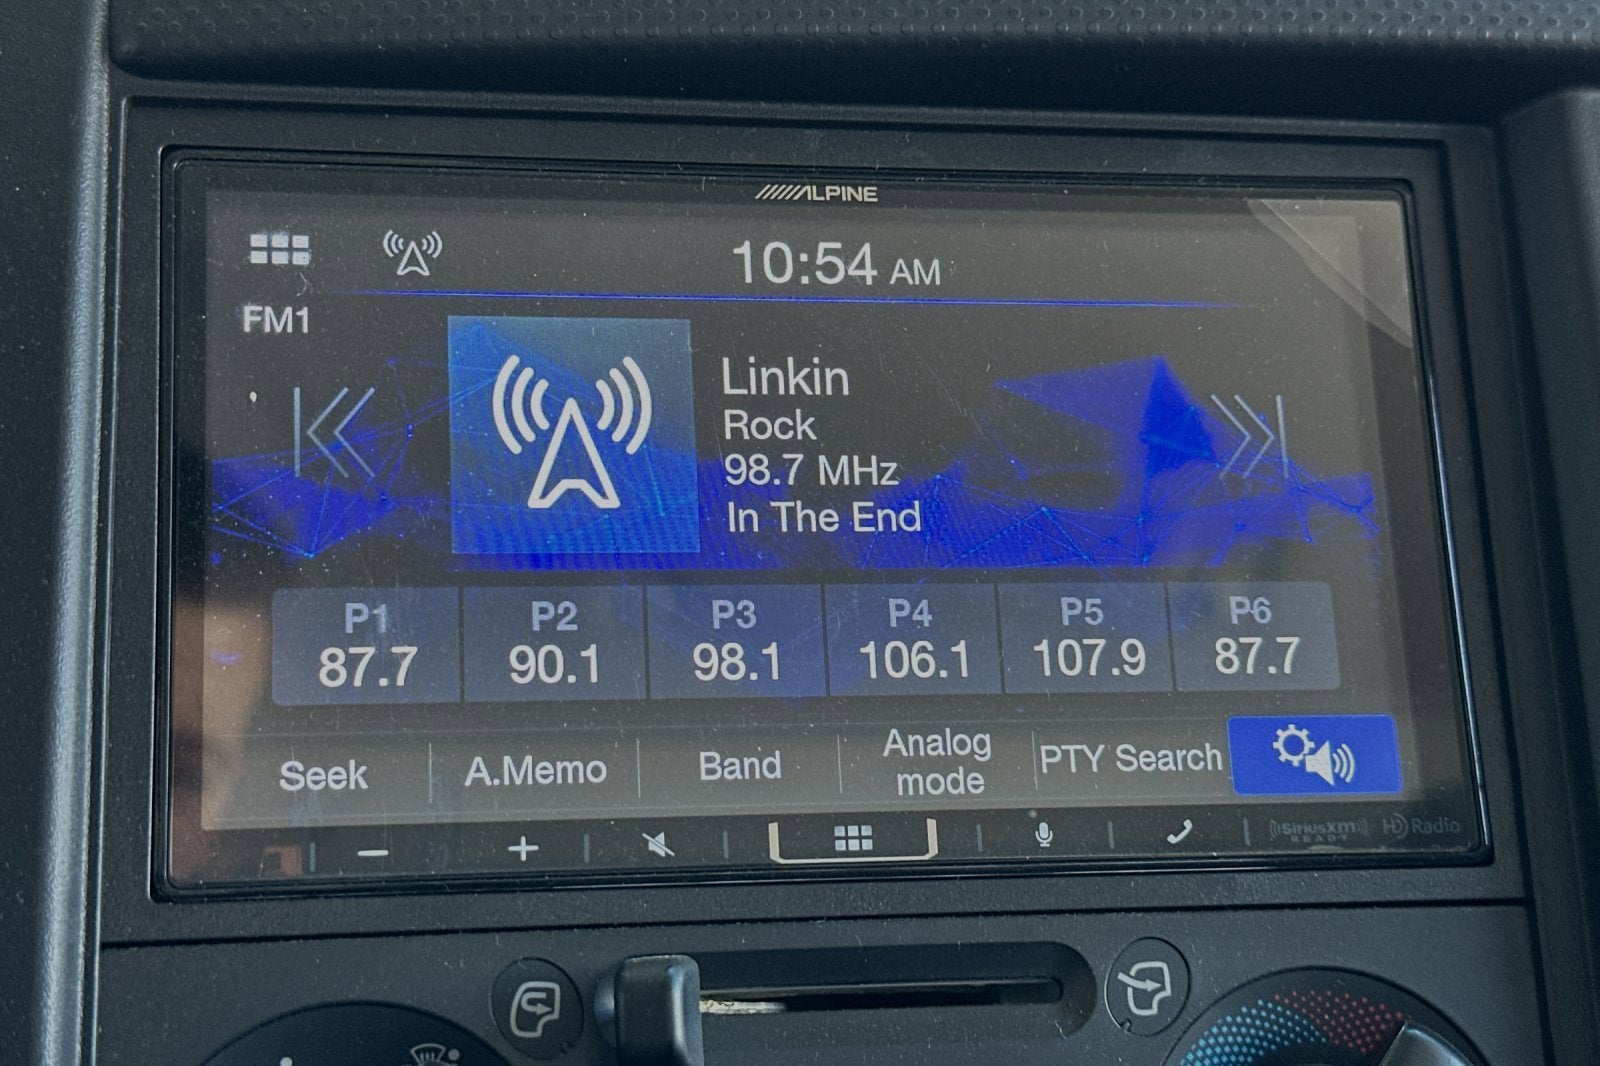 ALPINE
10:54 AM
FM1
Linkin
Rock
98.7 MHz
In The End
P1 P2 P3 P4 P5 P6
87.7 90.1 98.1 106.1 107.9 87.7
Seek A.Memo Band Analog mode PTY Search
SiriusXm READY HD Radio